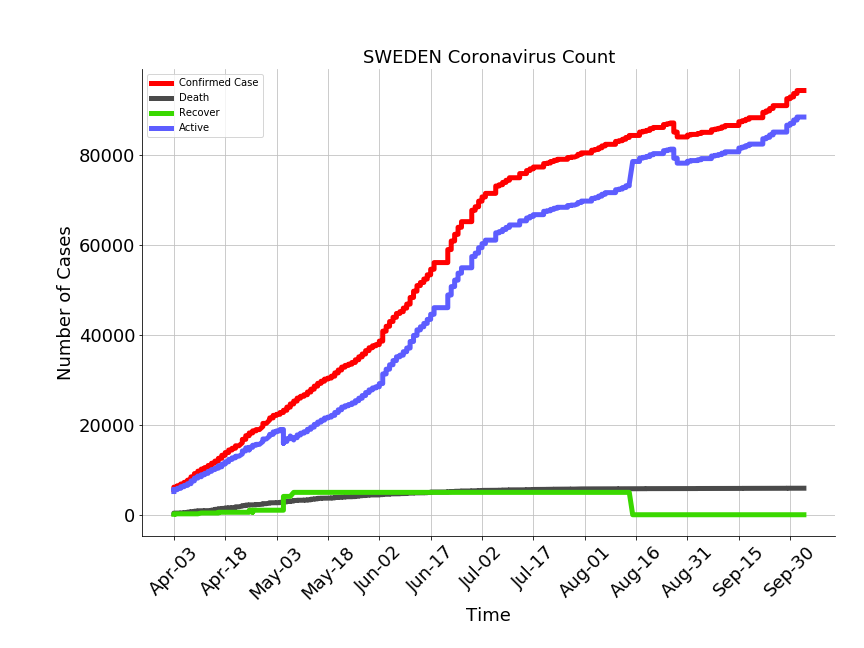 SWEDEN Coronavirus Count
Confirmed Case
Death
Recover
Active
Number of Cases
80000
60000
40000
20000
0
Apr-03
Apr-18
May-03
May-18
Jun-02
Jun-17
Jul-02
Jul-17
Aug-01
Aug-16
Aug-31
Sep-15
Sep-30
Time